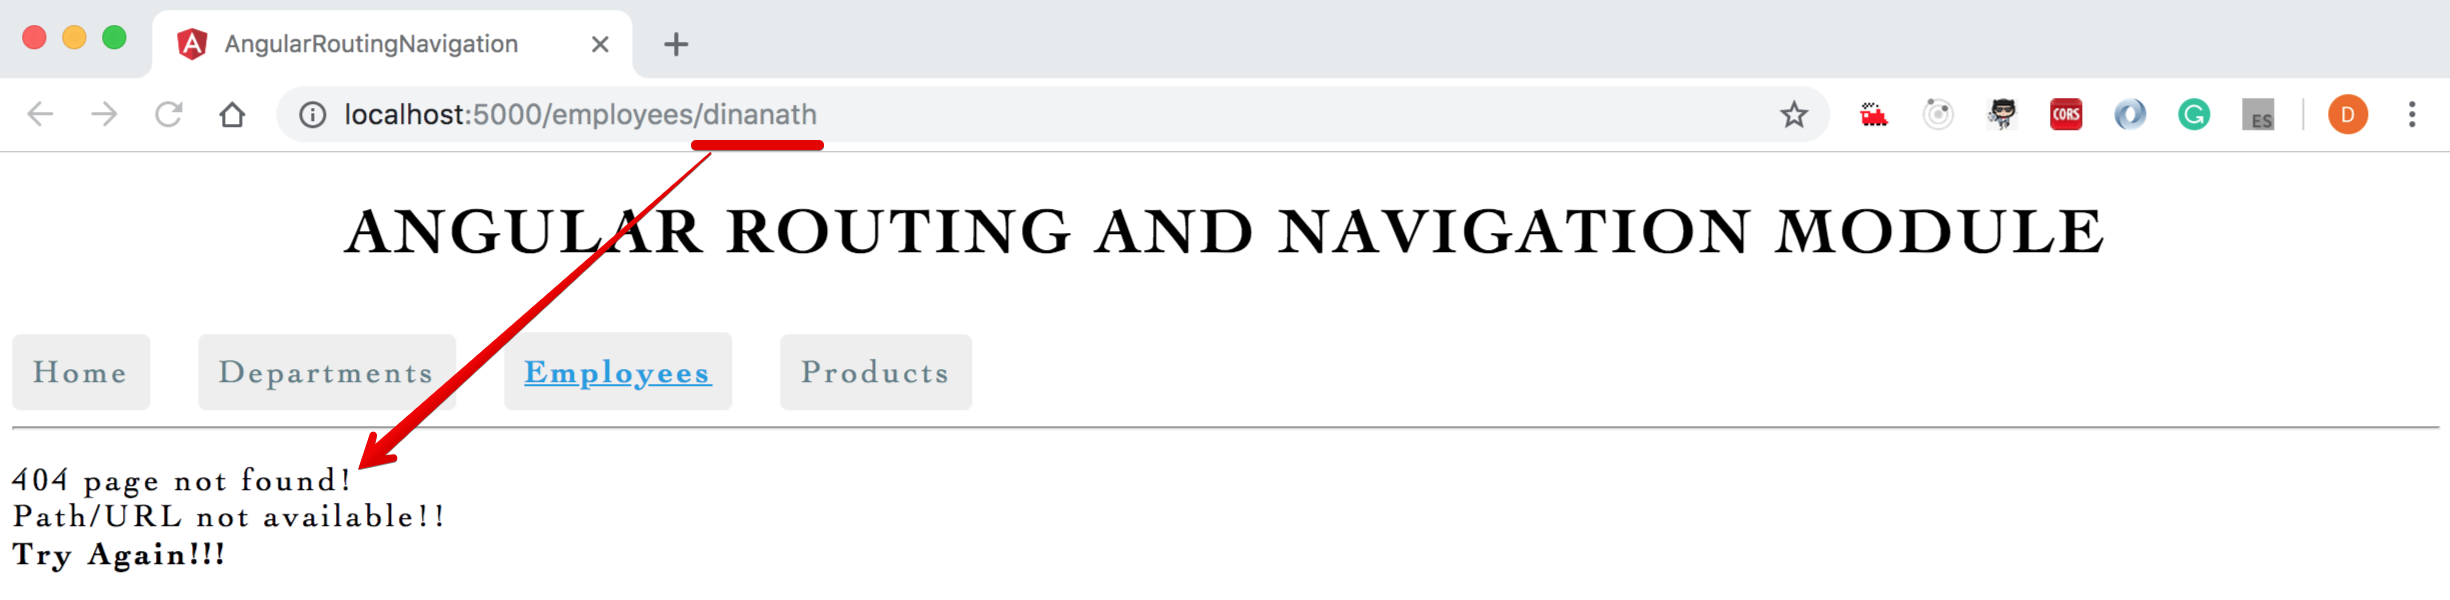 AngularRoutingNavigation
localhost:5000/employees/dinanath
CORS
G
ES
D
ANGULAR ROUTING AND NAVIGATION MODULE
Home
Departments
Employees
Products
404 page not found!
Path/URL not available!!
Try Again!!!